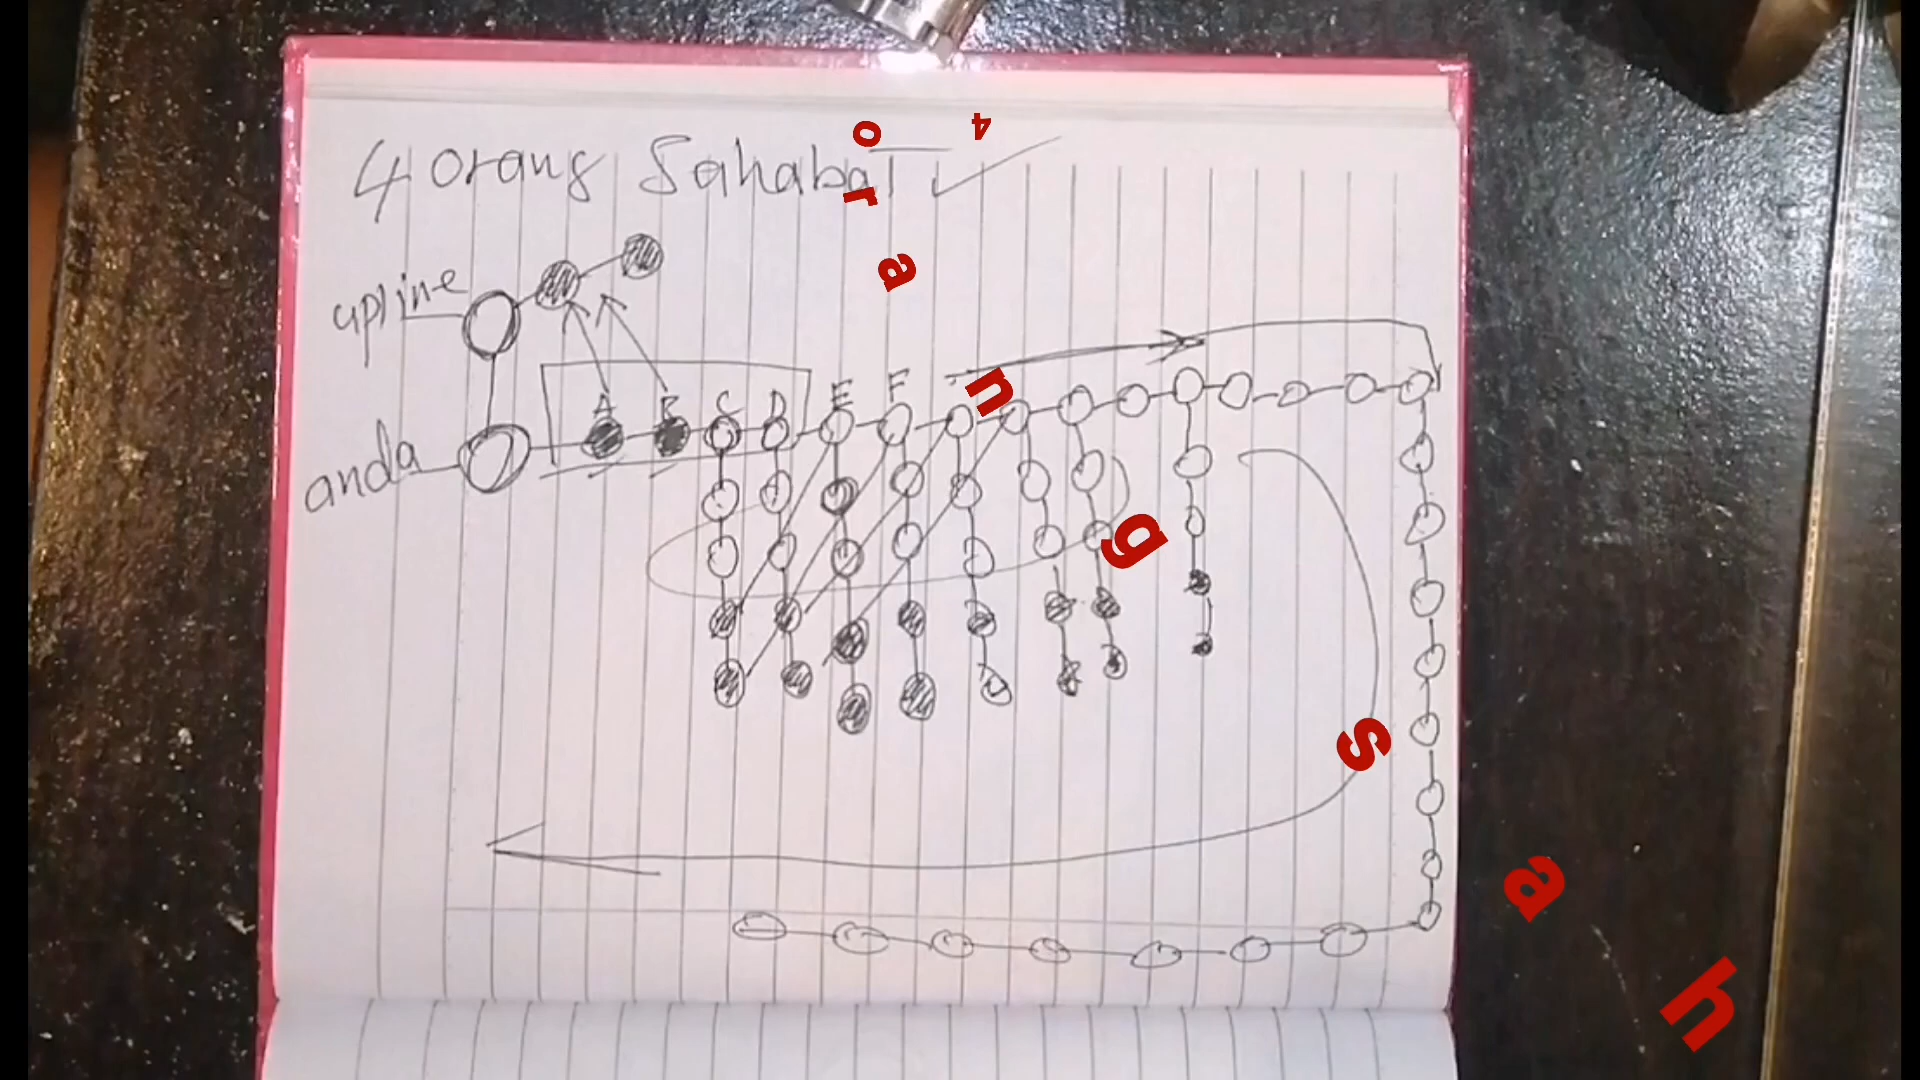 4 orang SahabaT
upline
anda
A B C D E F
4 o r a n g s a h